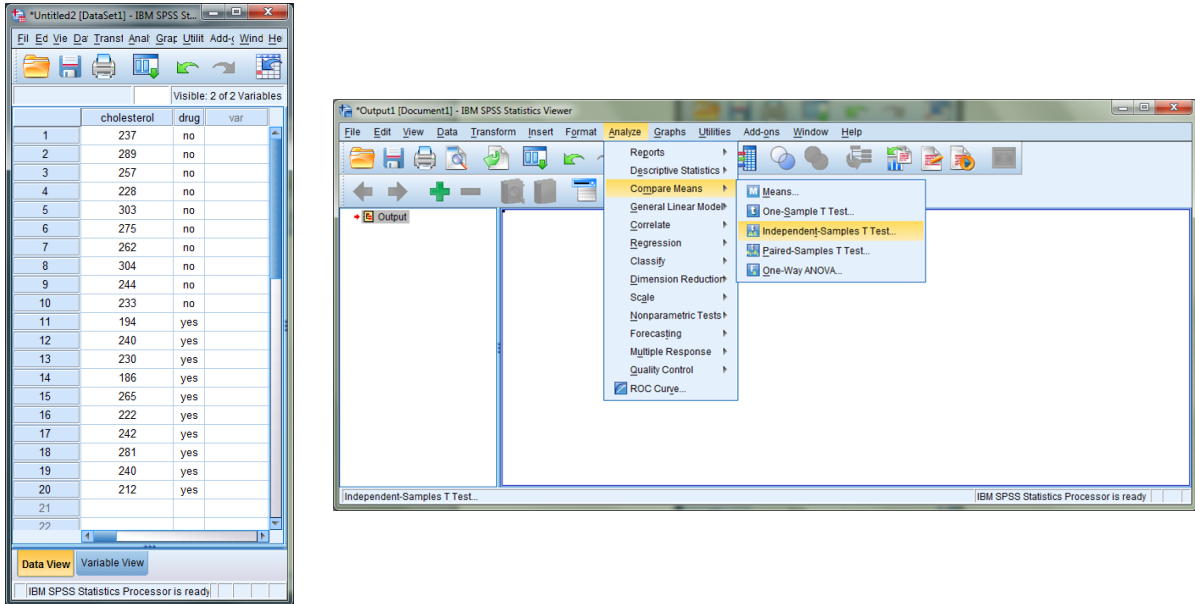 *Untitled2 [DataSet1] - IBM SPSS St...
Fil Ed Vie Da Transf Anal Grap Utilit Add-( Wind He
Visible: 2 of 2 Variables
cholesterol drug var
1 237 no
2 289 no
3 257 no
4 228 no
5 303 no
6 275 no
7 262 no
8 304 no
9 244 no
10 233 no
11 194 yes
12 240 yes
13 230 yes
14 186 yes
15 265 yes
16 222 yes
17 242 yes
18 281 yes
19 240 yes
20 212 yes
21
22
Data View Variable View
IBM SPSS Statistics Processor is ready
*Output1 [Document1] - IBM SPSS Statistics Viewer
File Edit View Data Transform Insert Format Analyze Graphs Utilities Add-ons Window Help
Output
Reports
Descriptive Statistics
Compare Means
General Linear Model
Correlate
Regression
Classify
Dimension Reduction
Scale
Nonparametric Tests
Forecasting
Multiple Response
Quality Control
ROC Curve...
Means...
One-Sample T Test...
Independent-Samples T Test...
Paired-Samples T Test...
One-Way ANOVA...
Independent-Samples T Test...
IBM SPSS Statistics Processor is ready